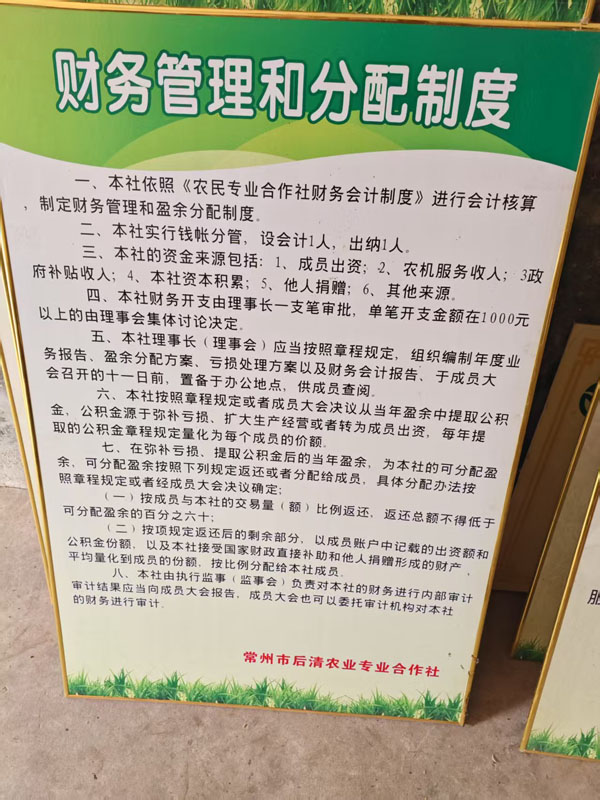 财务管理和分配制度
一、本社依照《农民专业合作社财务会计制度》进行会计核算
，制定财务管理和盈余分配制度。
二、本社实行钱帐分管，设会计1人，出纳1人。
三、本社的资金来源包括：1、成员出资；2、农机服务收入；3政
府补贴收入；4、本社资本积累；5、他人捐赠；6、其他来源。
四、本社财务开支由理事长一支笔审批，单笔开支金额在1000元
以上的由理事会集体讨论决定。
五、本社理事长（理事会）应当按照章程规定，组织编制年度业
务报告、盈余分配方案、亏损处理方案以及财务会计报告、于成员大
会召开的十一日前，置备于办公地点，供成员查阅。
六、本社按照章程规定或者成员大会决议从当年盈余中提取公积
金，公积金源于弥补亏损、扩大生产经营或者转为成员出资，每年提
取的公积金章程规定量化为每个成员的价额.
七、在弥补亏损、提取公积金后的当年盈余，为本社的可分配盈
余，可分配盈余按照下列规定返还或者分配给成员，具体分配办法按
照章程规定或者经成员大会决议确定；
（一）按成员与本社的交易量（额）比例返还，返还总额不得低于
可分配盈余的百分之六十；
（二）按项规定返还后的剩余部分，以成员账户中记载的出资额和
公积金份额，以及本社接受国家财政直接补助和他人捐赠形成的财产
平均量化到成员的份额，按比例分配给本社成员.
八、本社由执行监事（监事会）负责对本社的财务进行内部审计
审计结果应当向成员大会报告，成员大会也可以委托审计机构对本社
的财务进行审计.
常州市后清农业专业合作社
服